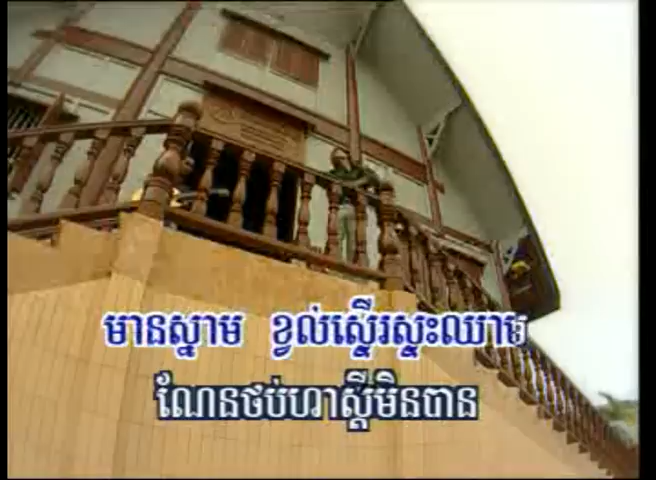 មានស្នាម ខ្វល់ស្ទើរស្ទះឈាម
ណែនថប់ហាស្ដីមិនបាន